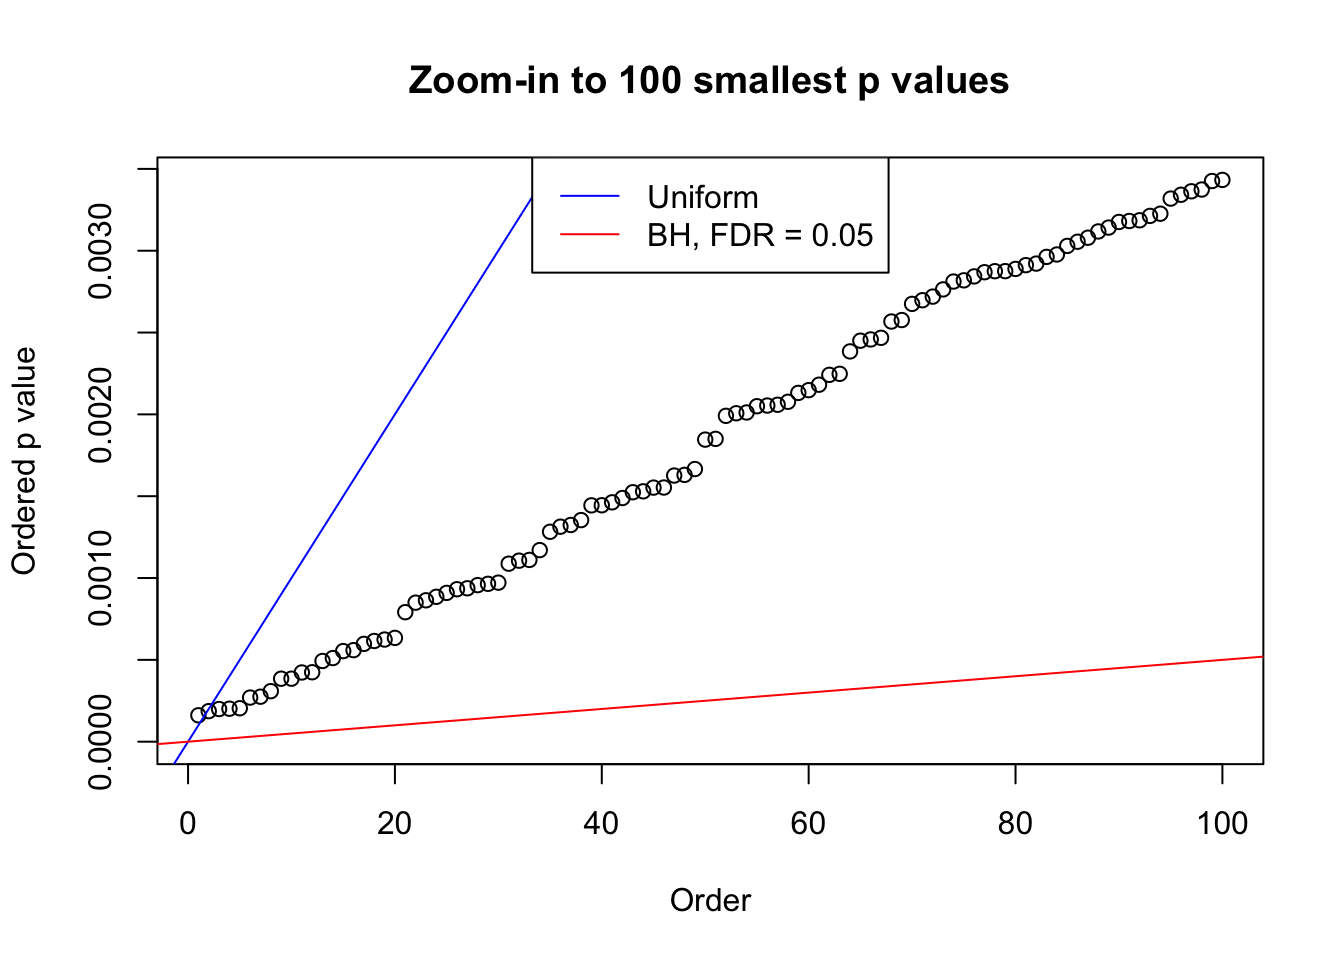 Zoom-in to 100 smallest p values
Uniform
BH, FDR = 0.05
Ordered p value
0.0030
0.0020
0.0010
0.0000
0 20 40 60 80 100
Order